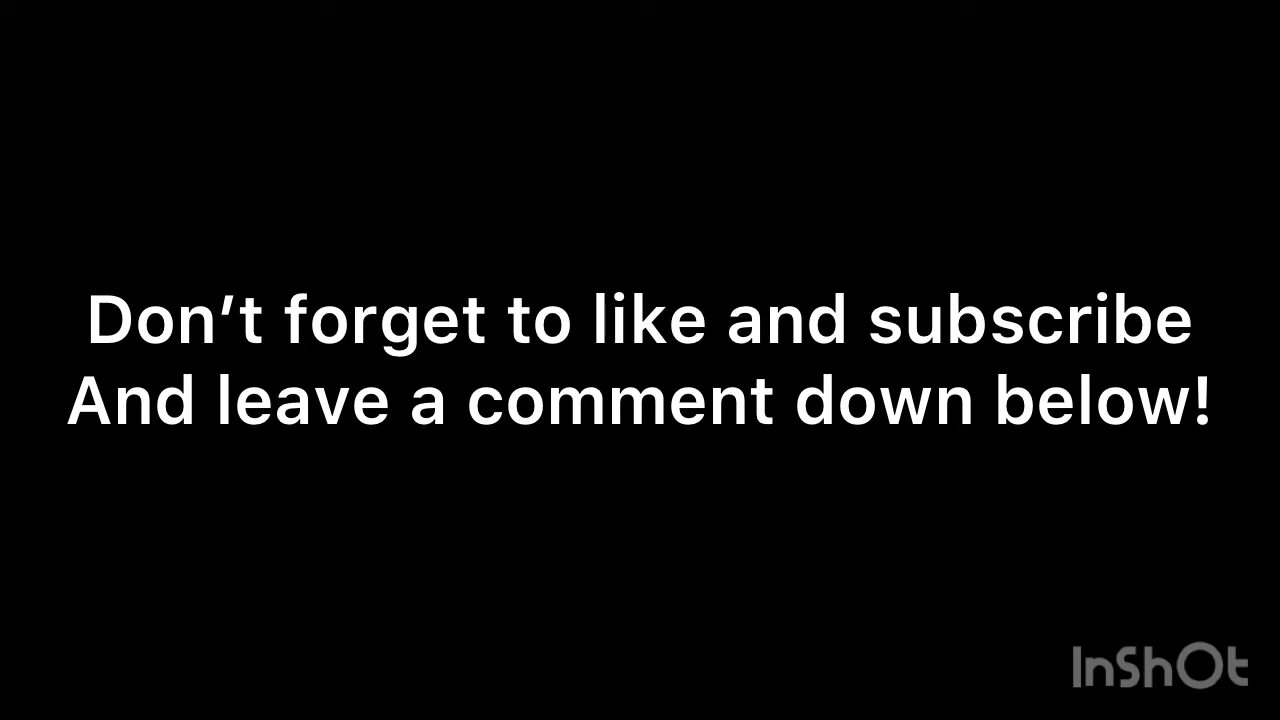 Don’t forget to like and subscribe
And leave a comment down below!
InShOt